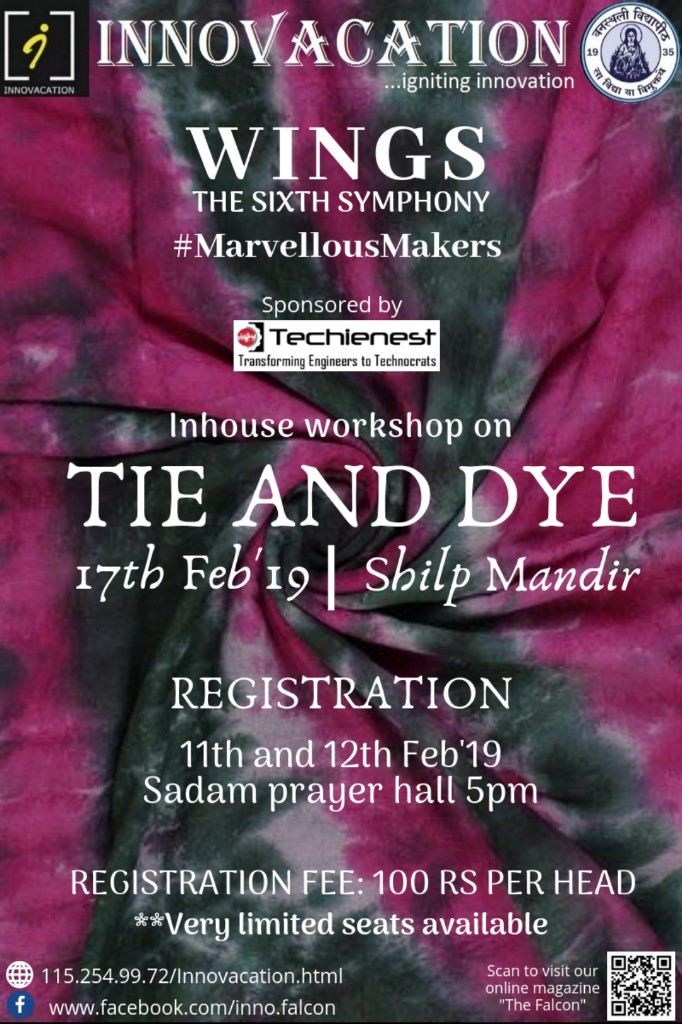 INNOVACATION
INNOVACATION
...igniting innovation
वनस्थली विद्यापीठ
19 35
सा विद्या या विमुक्तये
WINGS
THE SIXTH SYMPHONY
#MarvellousMakers
Sponsored by
Techienest
Transforming Engineers to Technocrats
Inhouse workshop on
TIE AND DYE
17th Feb'19 | Shilp Mandir
REGISTRATION
11th and 12th Feb'19
Sadam prayer hall 5pm
REGISTRATION FEE: 100 RS PER HEAD
**Very limited seats available
115.254.99.72/Innovacation.html
www.facebook.com/inno.falcon
Scan to visit our
online magazine
"The Falcon"